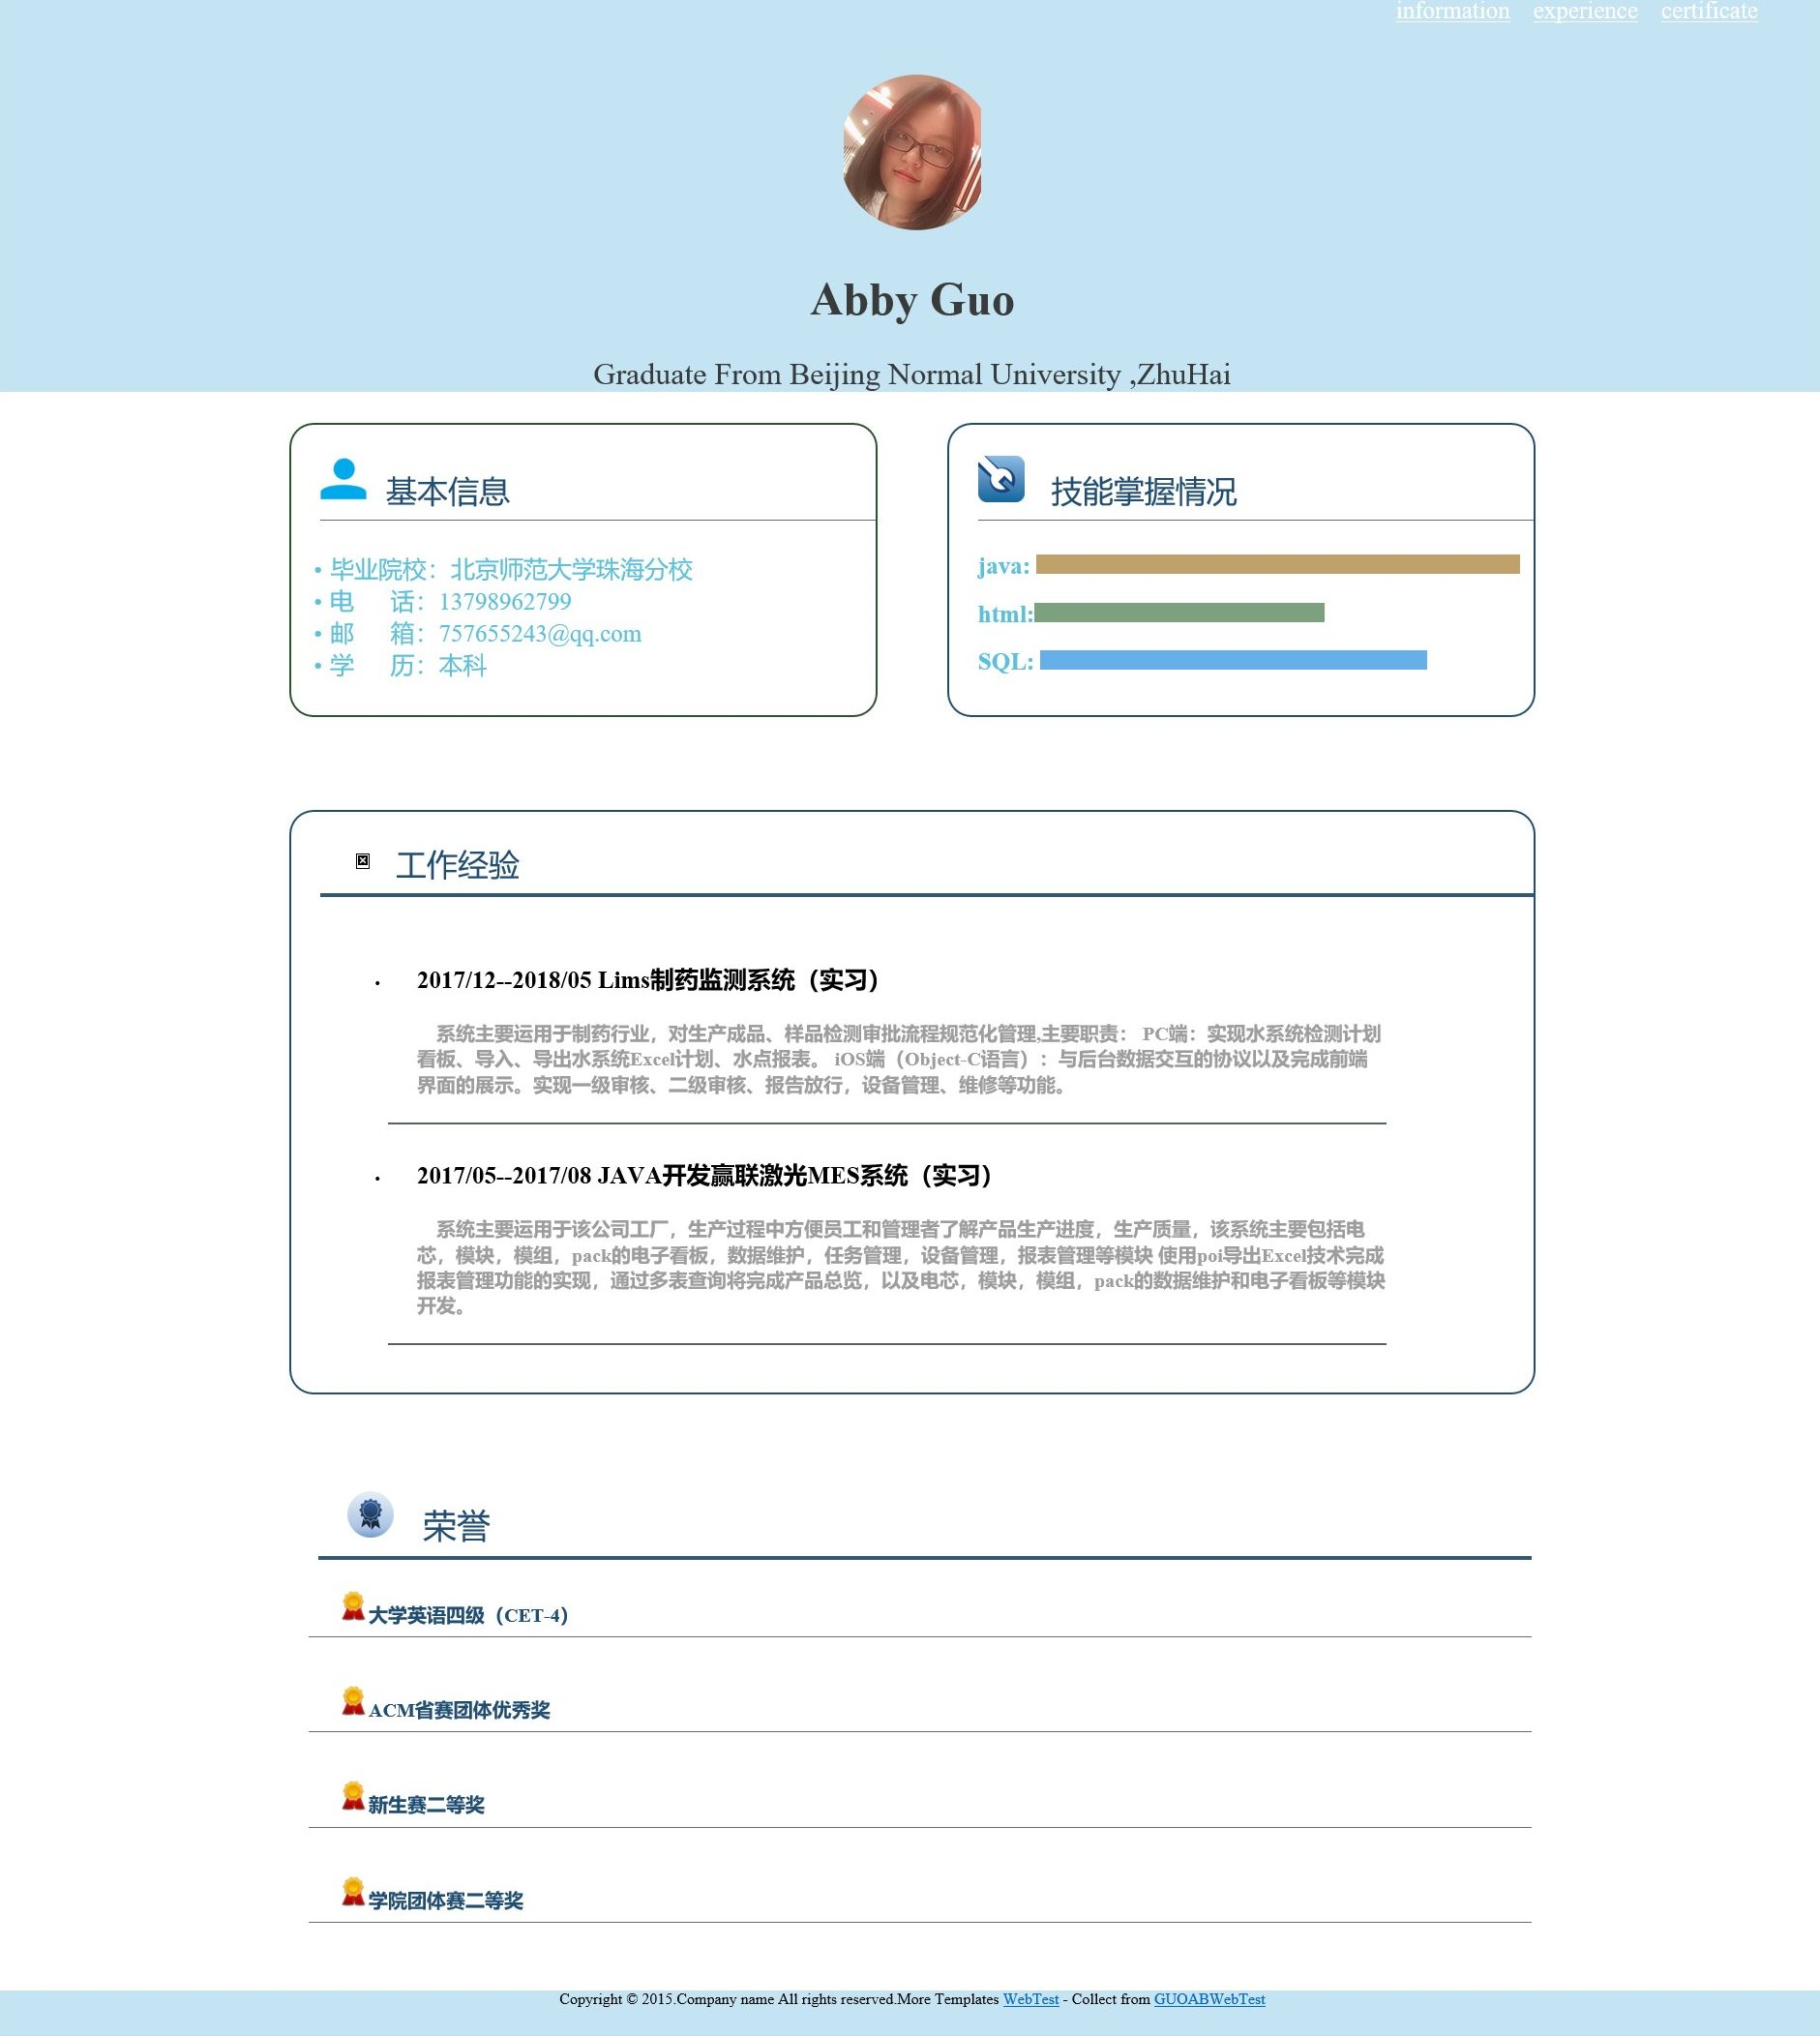 information experience certificate
Abby Guo
Graduate From Beijing Normal University ,ZhuHai
基本信息
• 毕业院校：北京师范大学珠海分校
• 电 话：13798962799
• 邮 箱：757655243@qq.com
• 学 历：本科
技能掌握情况
java:
html:
SQL:
工作经验
• 2017/12--2018/05 Lims制药监测系统（实习）
系统主要运用于制药行业，对生产成品、样品检测审批流程规范化管理,主要职责： PC端：实现水系统检测计划
看板、导入、导出水系统Excel计划、水点报表。 iOS端（Object-C语言）：与后台数据交互的协议以及完成前端
界面的展示。实现一级审核、二级审核、报告放行，设备管理、维修等功能。
• 2017/05--2017/08 JAVA开发赢联激光MES系统（实习）
系统主要运用于该公司工厂，生产过程中方便员工和管理者了解产品生产进度，生产质量，该系统主要包括电
芯，模块，模组，pack的电子看板，数据维护，任务管理，设备管理，报表管理等模块 使用poi导出Excel技术完成
报表管理功能的实现，通过多表查询将完成产品总览，以及电芯，模块，模组，pack的数据维护和电子看板等模块
开发。
荣誉
大学英语四级（CET-4）
ACM省赛团体优秀奖
新生赛二等奖
学院团体赛二等奖
Copyright © 2015.Company name All rights reserved.More Templates WebTest - Collect from GUOABWebTest